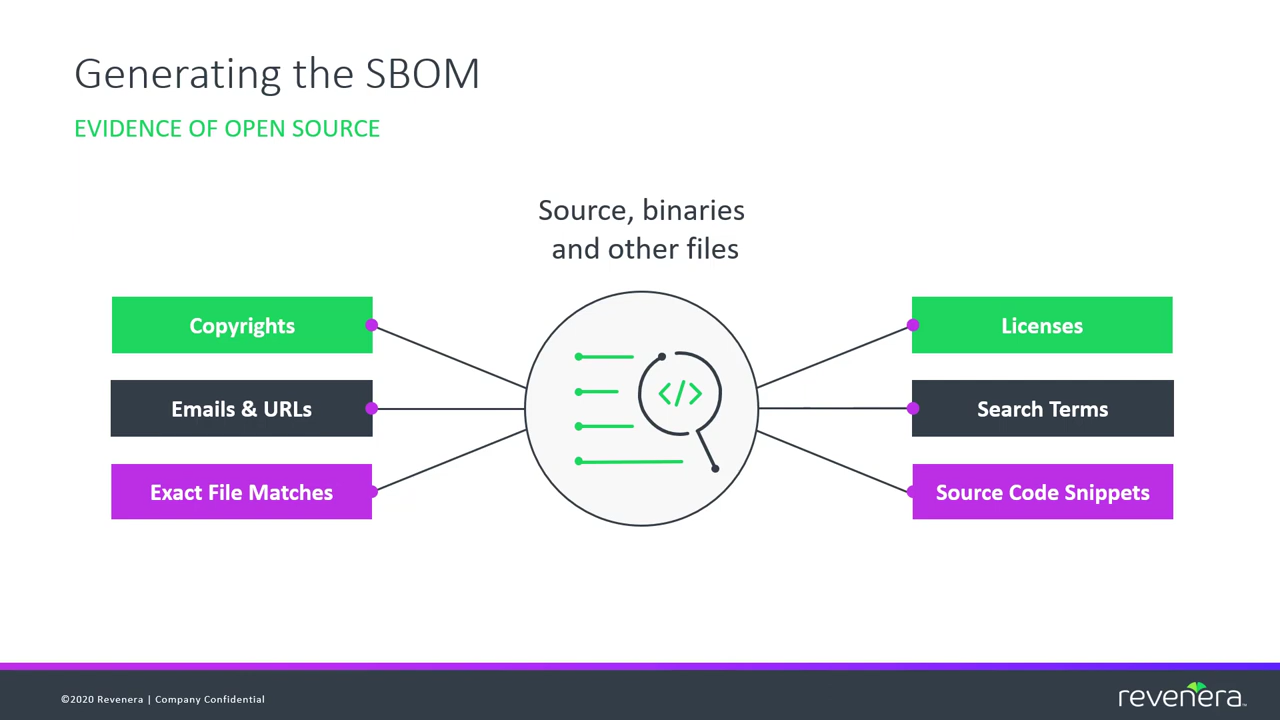 Generating the SBOM
EVIDENCE OF OPEN SOURCE
Source, binaries
and other files
Copyrights
Emails & URLs
Exact File Matches
</>
Licenses
Search Terms
Source Code Snippets
©2020 Revenera | Company Confidential
revenera™